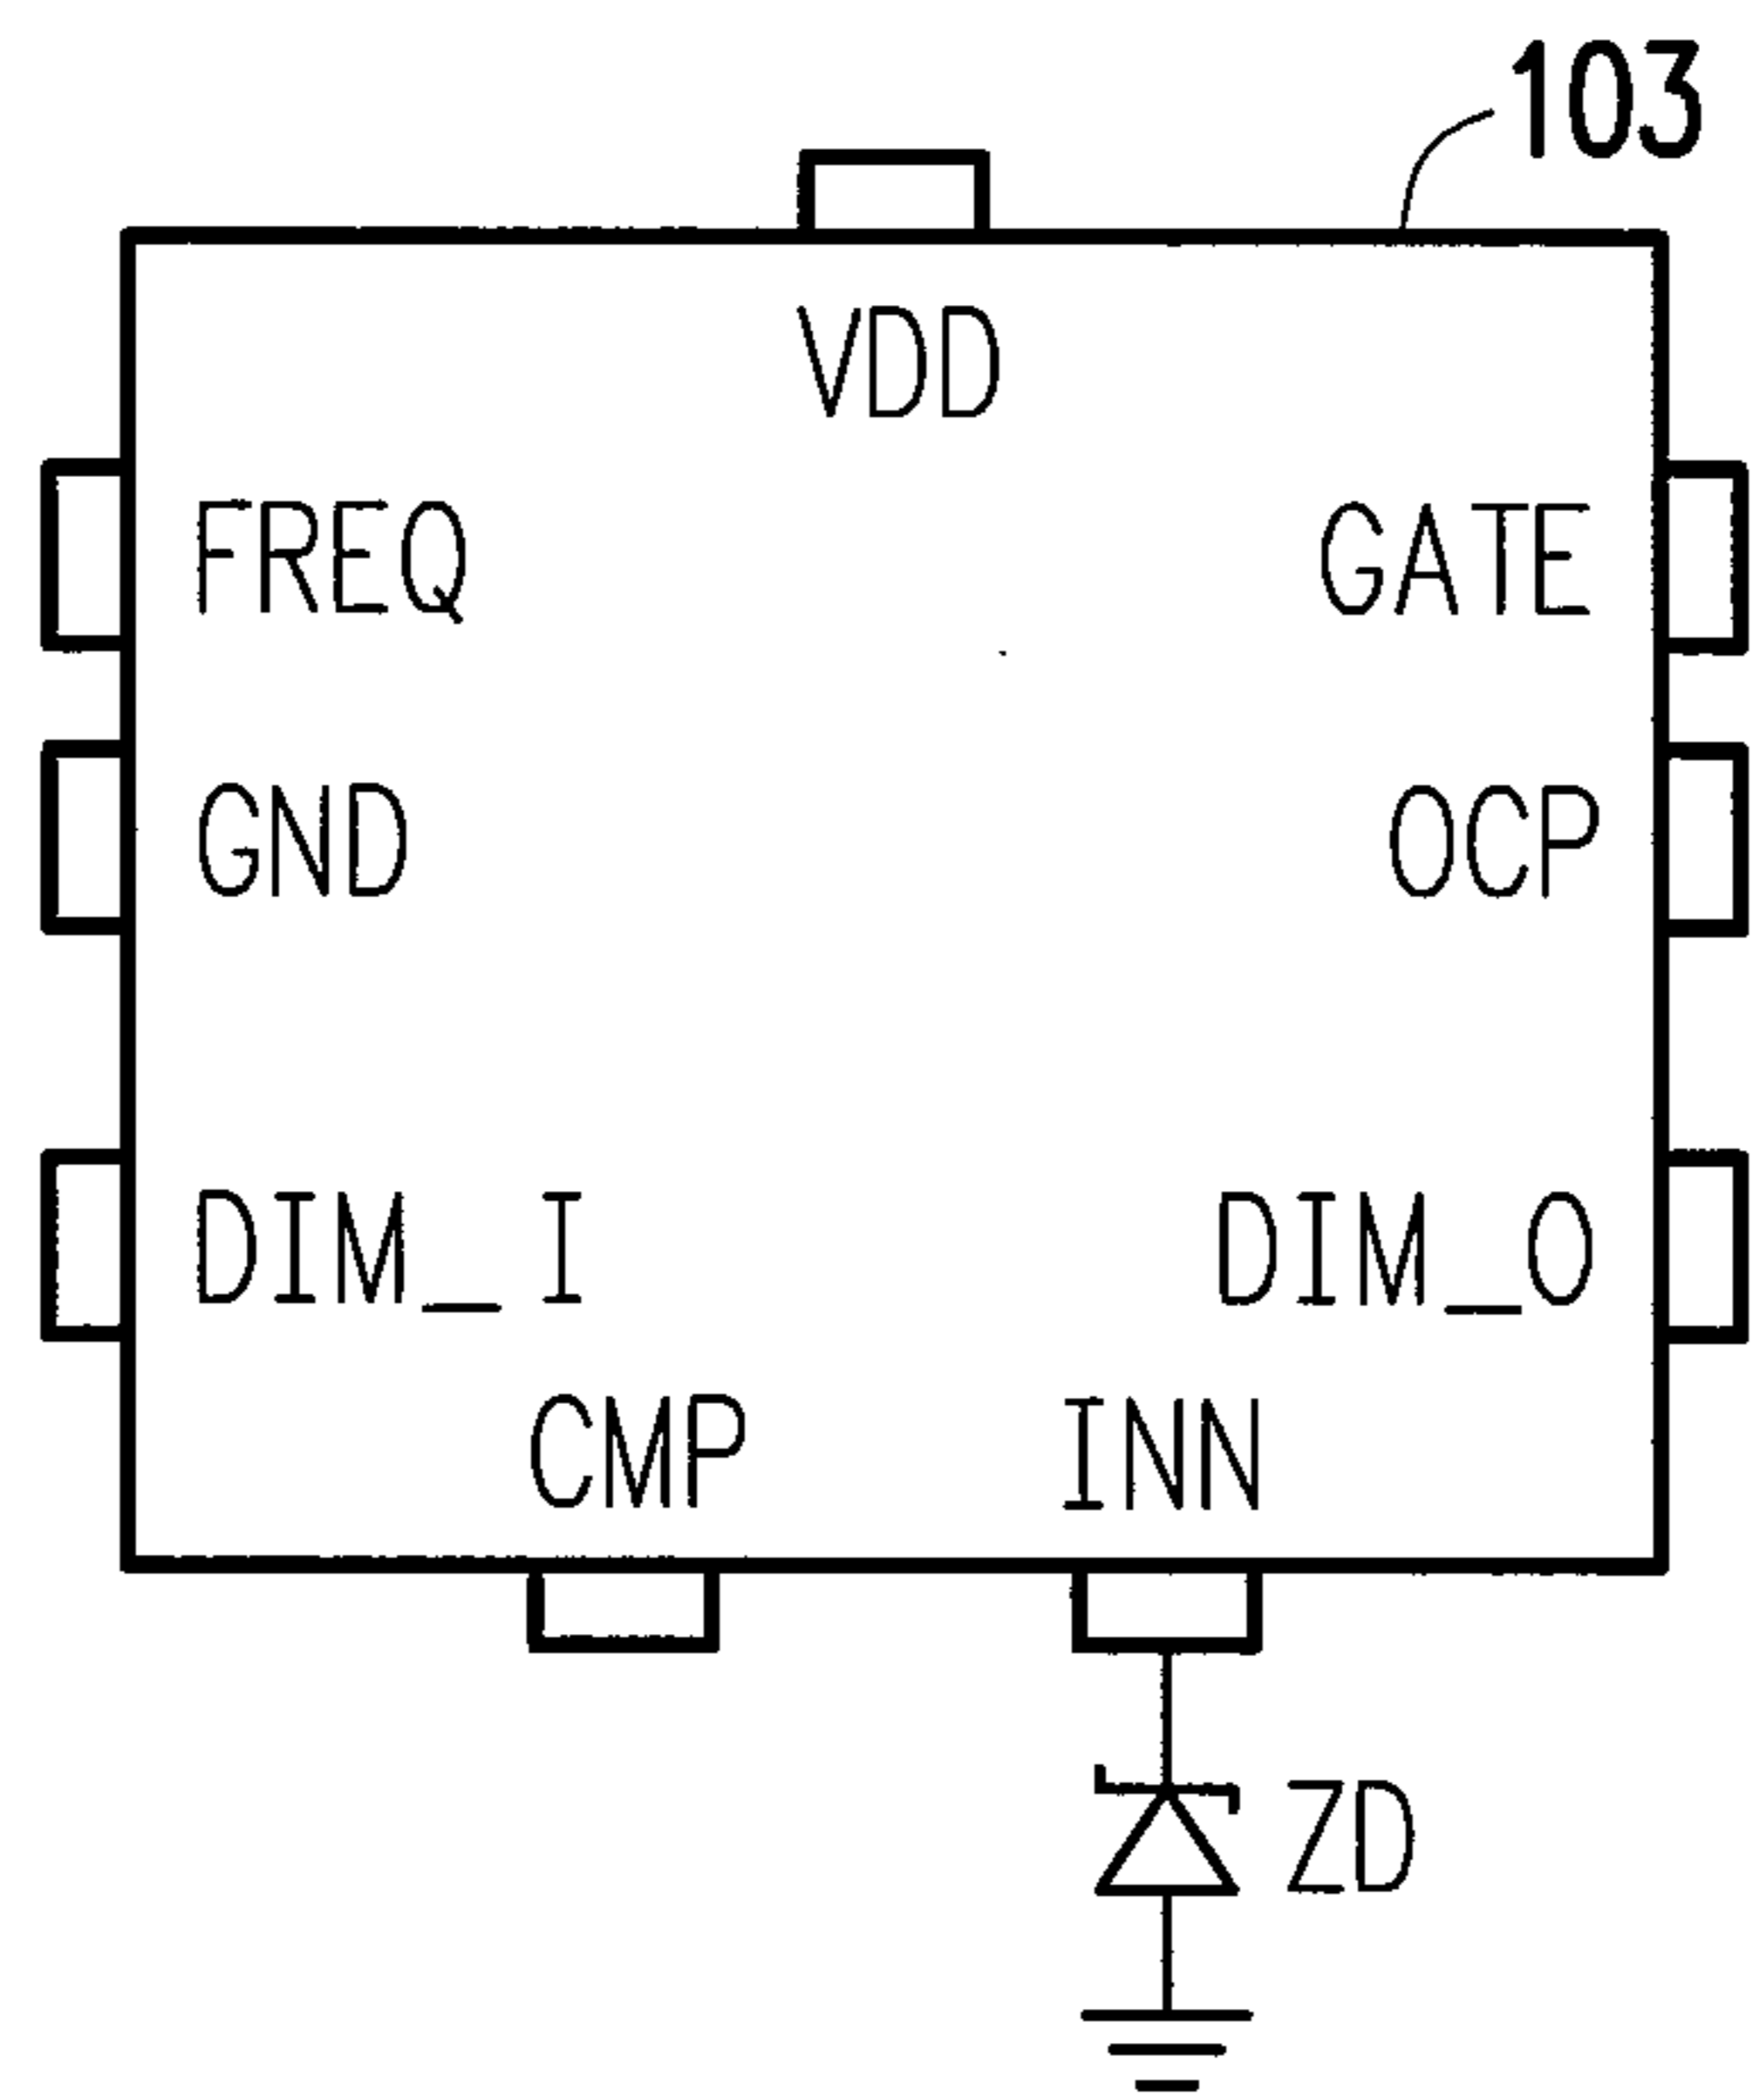 103
VDD
FREQ GATE
GND OCP
DIM_I DIM_O
CMP INN
ZD